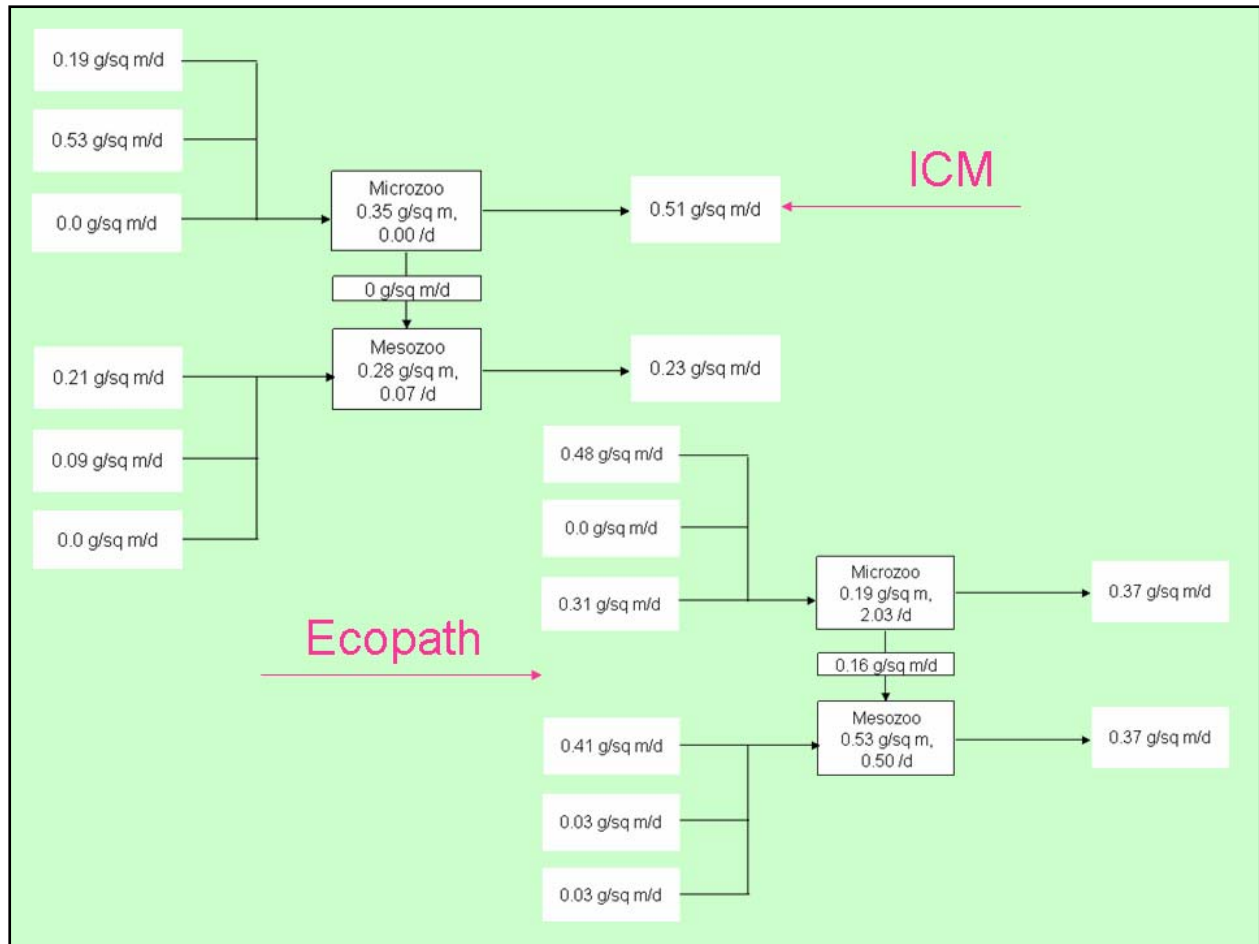 0.19 g/sq m/d
0.53 g/sq m/d
0.0 g/sq m/d
Microzoo
0.35 g/sq m,
0.00 /d
0.51 g/sq m/d
ICM
0 g/sq m/d
0.21 g/sq m/d
0.09 g/sq m/d
0.0 g/sq m/d
Mesozoo
0.28 g/sq m,
0.07 /d
0.23 g/sq m/d
Ecopath
0.48 g/sq m/d
0.0 g/sq m/d
0.31 g/sq m/d
Microzoo
0.19 g/sq m,
2.03 /d
0.37 g/sq m/d
0.16 g/sq m/d
0.41 g/sq m/d
0.03 g/sq m/d
0.03 g/sq m/d
Mesozoo
0.53 g/sq m,
0.50 /d
0.37 g/sq m/d